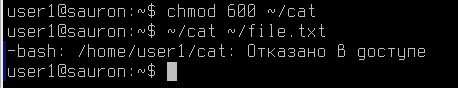 user1@sauron:~$ chmod 600 ~/cat
user1@sauron:~$ ~/cat ~/file.txt
-bash: /home/user1/cat: Отказано в доступе
user1@sauron:~$